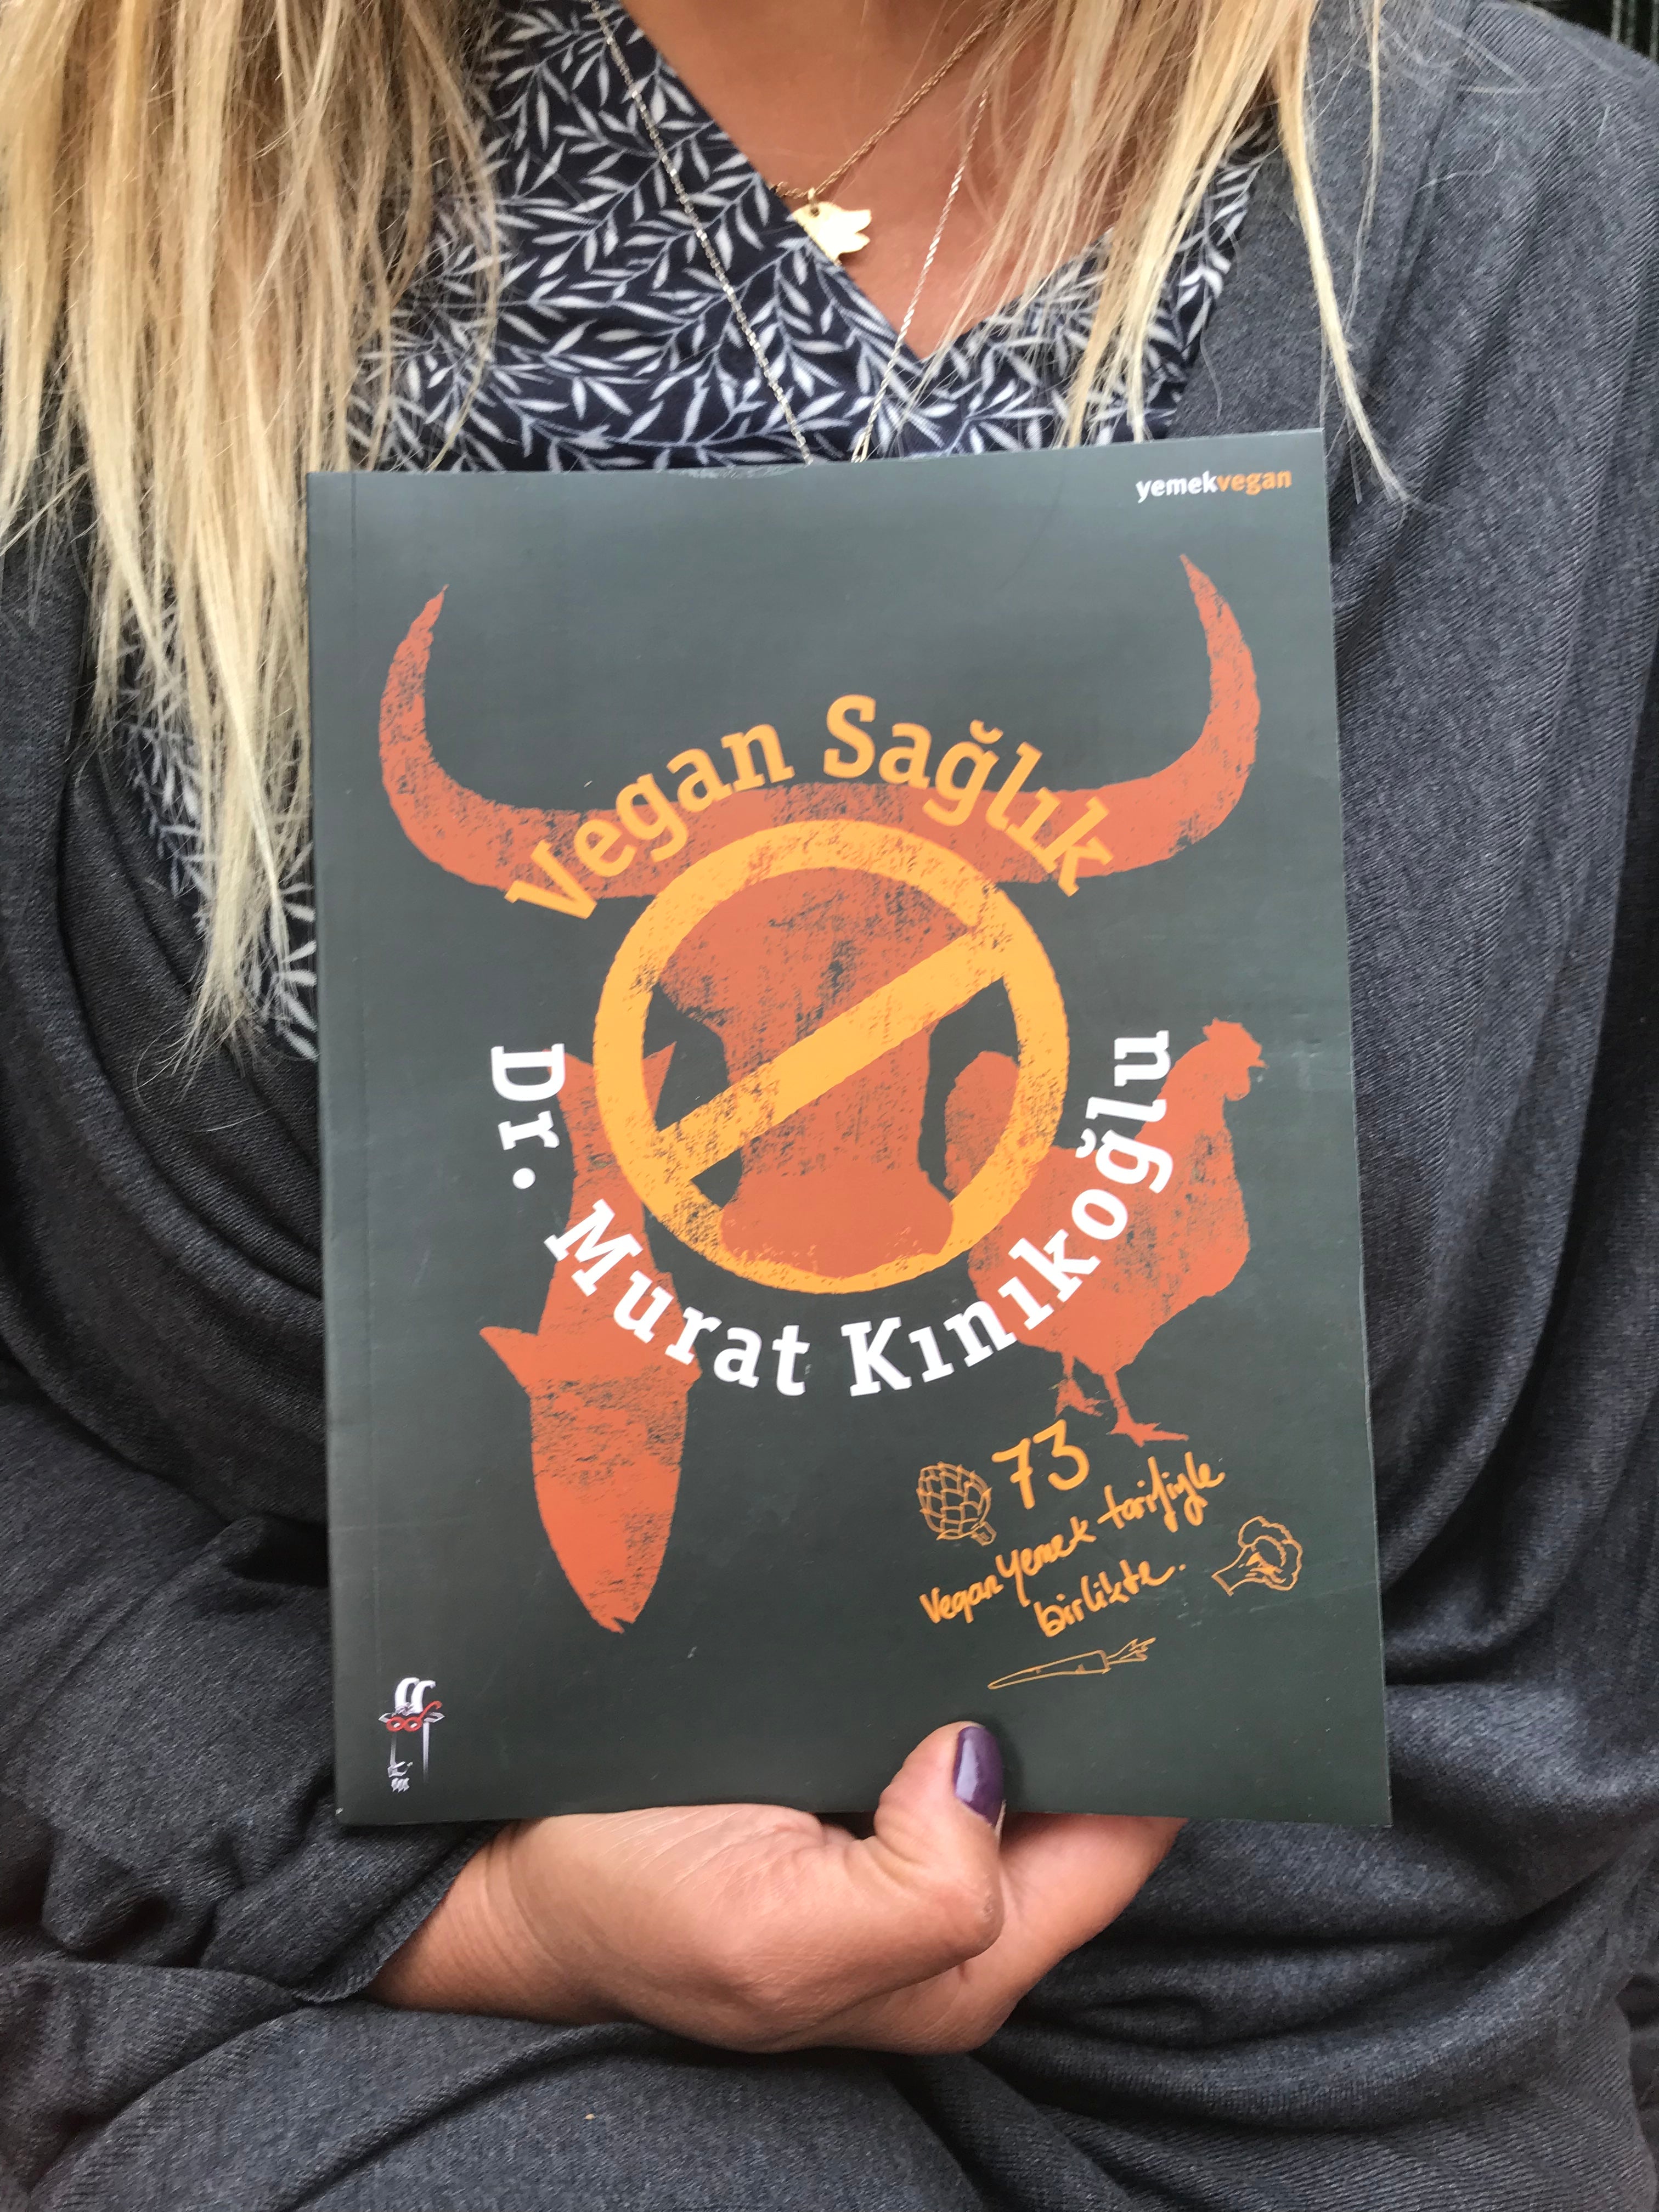 yemekvegan
Vegan Sağlık
Dr. Murat Kınıkoğlu
73
Vegan Yemek tarifiyle
birlikte.